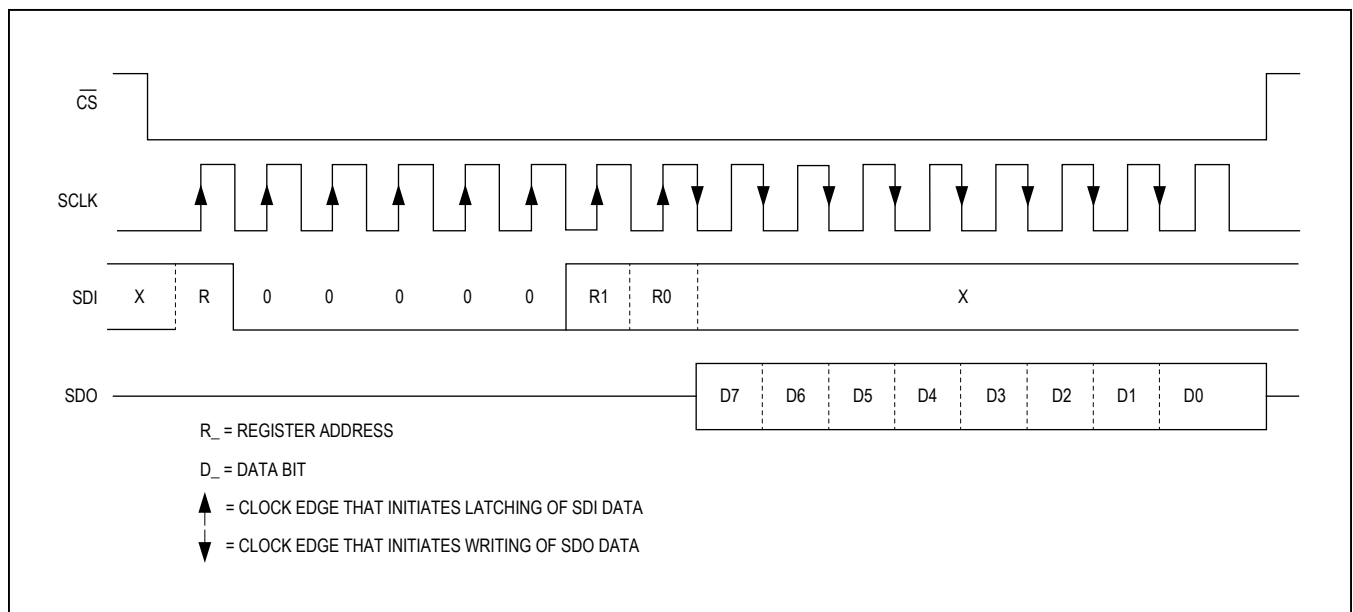 CS
SCLK
SDI X R 0 0 0 0 0 R1 R0 X
SDO D7 D6 D5 D4 D3 D2 D1 D0
R_ = REGISTER ADDRESS
D_ = DATA BIT
= CLOCK EDGE THAT INITIATES LATCHING OF SDI DATA
= CLOCK EDGE THAT INITIATES WRITING OF SDO DATA